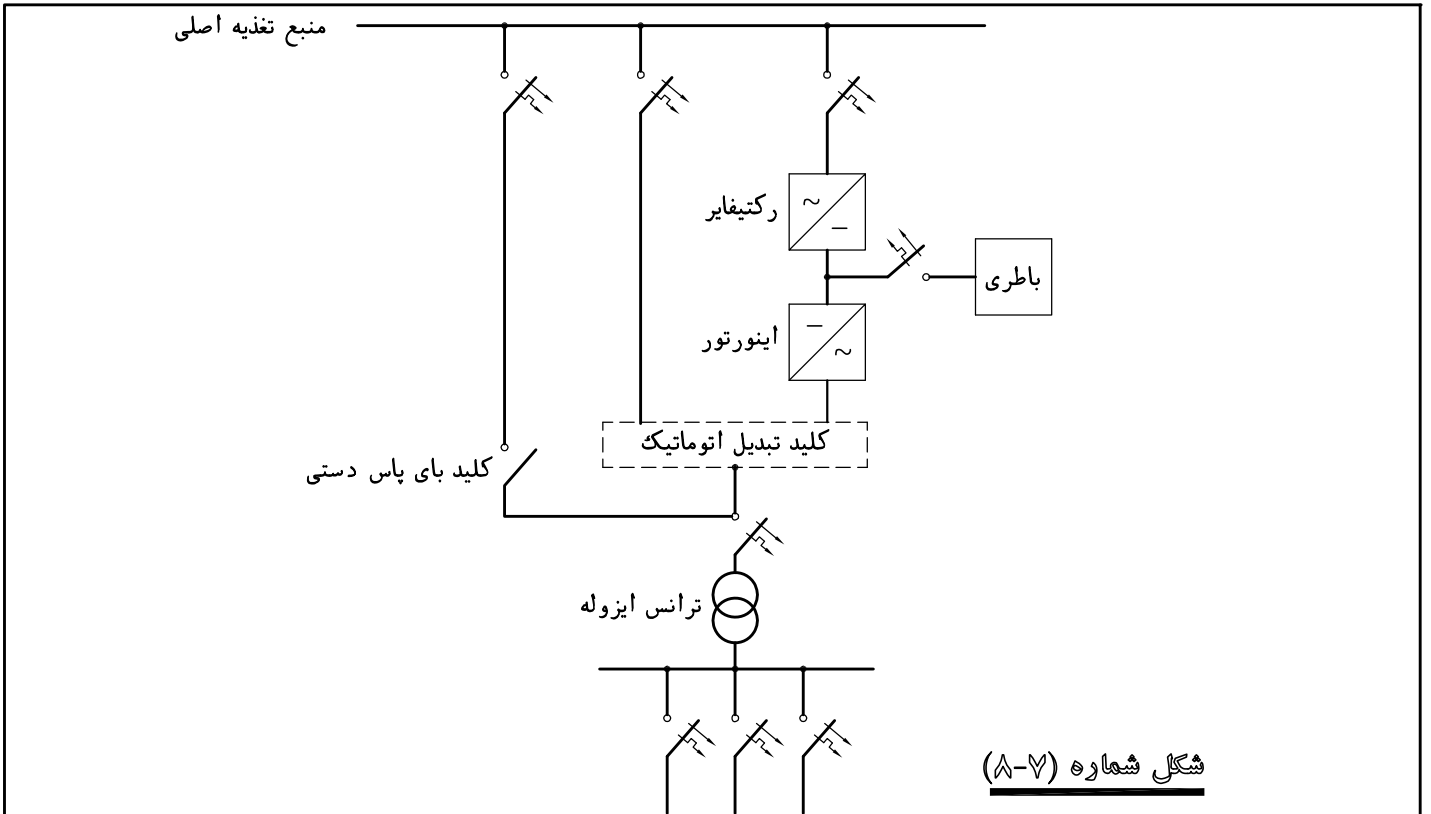 منبع تغذیه اصلی
رکتیفایر
باطری
اینورتور
کلید تبدیل اتوماتیک
کلید بای پاس دستی
ترانس ایزوله
شکل شماره (۷-۸)